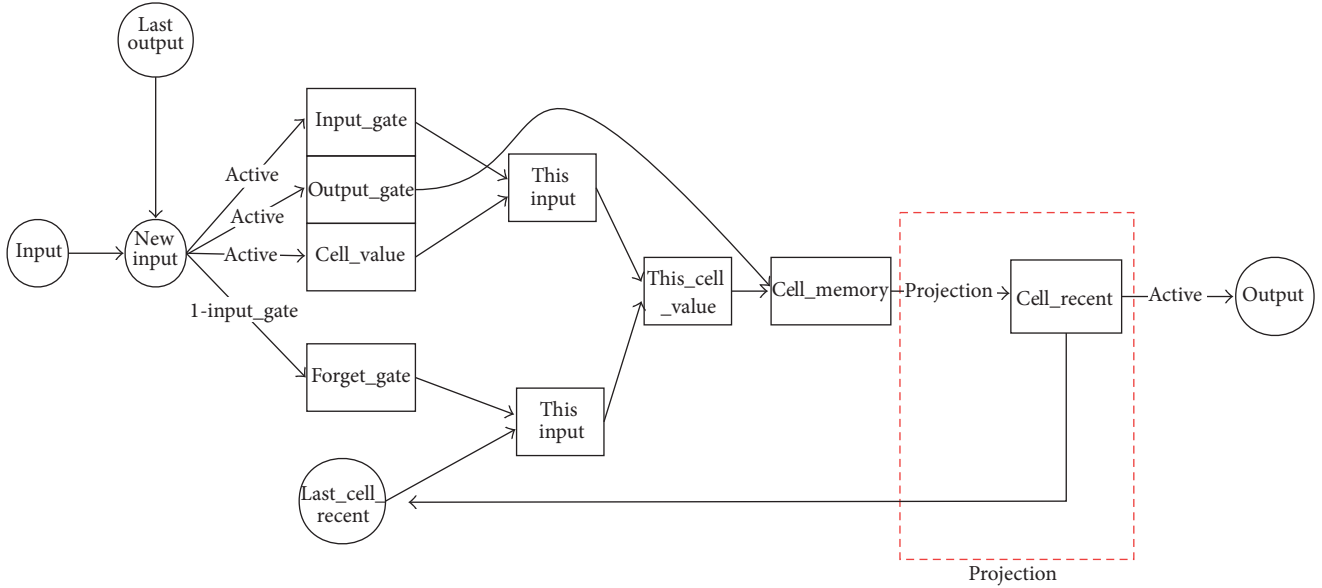 Last
output
Input_gate
Active
Output_gate
This
input
Active
Input
New
input
Active
Cell_value
This_cell
_value
Cell_memory
Projection
Cell_recent
Active
Output
1-input_gate
Forget_gate
This
input
Last_cell_
recent
Projection